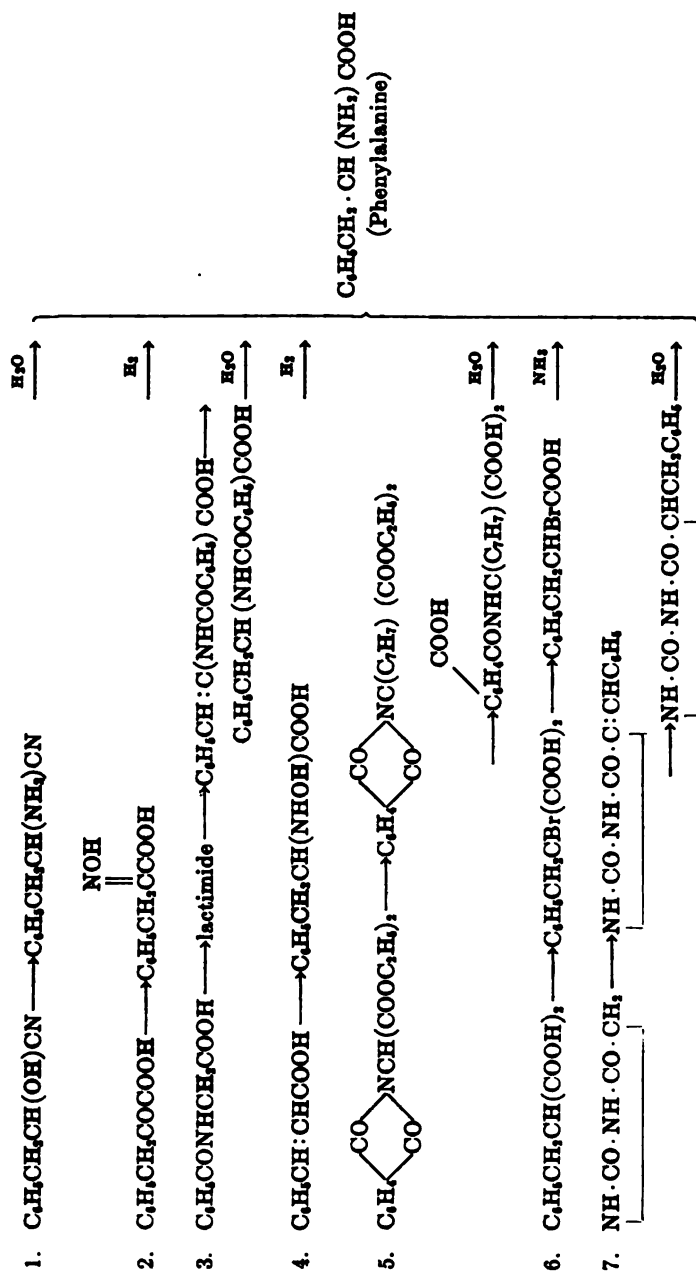 1. C₆H₅CH₂CH(OH)CN ⟶ C₆H₅CH₂CH(NH₂)CN H₂O ⟶
NOH
||
2. C₆H₅CH₂COCOOH ⟶ C₆H₅CH₂CCOOH H₂ ⟶
3. C₆H₅CONHCH₂COOH ⟶ lactimide ⟶ C₆H₅CH : C(NHCOC₆H₅) COOH ⟶
C₆H₅CH₂CH (NHCOC₆H₅)COOH H₂O ⟶
4. C₆H₅CH : CHCOOH ⟶ C₆H₅CH₂CH(NHOH)COOH H₂ ⟶
CO CO
5. C₆H₄ NCH(COOC₂H₅)₂ ⟶ C₆H₄ NC(C₇H₇) (COOC₂H₅)₂
CO CO
COOH
⟶ C₆H₄CONHC(C₇H₇) (COOH)₂ H₂O ⟶
6. C₆H₅CH₂CH(COOH)₂ ⟶ C₆H₅CH₂CBr(COOH)₂ ⟶ C₆H₅CH₂CHBrCOOH NH₃ ⟶
7. NH · CO · NH · CO · CH₂ ⟶ NH · CO · NH · CO · C : CHC₆H₅
⟶ NH · CO · NH · CO · CHCH₂C₆H₅ H₂O ⟶
C₆H₅CH₂ · CH (NH₂) COOH
(Phenylalanine)